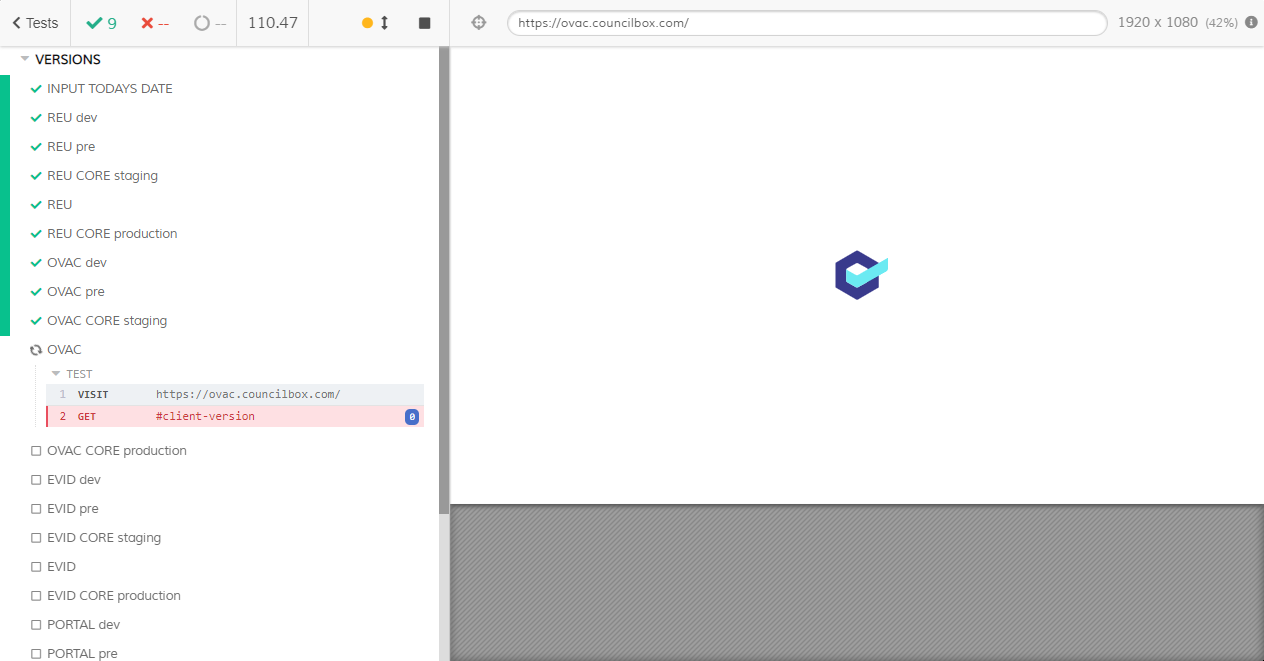 Tests 9 -- -- 110.47 https://ovac.councilbox.com/ 1920 x 1080 (42%)
VERSIONS
INPUT TODAYS DATE
REU dev
REU pre
REU CORE staging
REU
REU CORE production
OVAC dev
OVAC pre
OVAC CORE staging
OVAC
TEST
1 VISIT https://ovac.councilbox.com/
2 GET #client-version 0
OVAC CORE production
EVID dev
EVID pre
EVID CORE staging
EVID
EVID CORE production
PORTAL dev
PORTAL pre